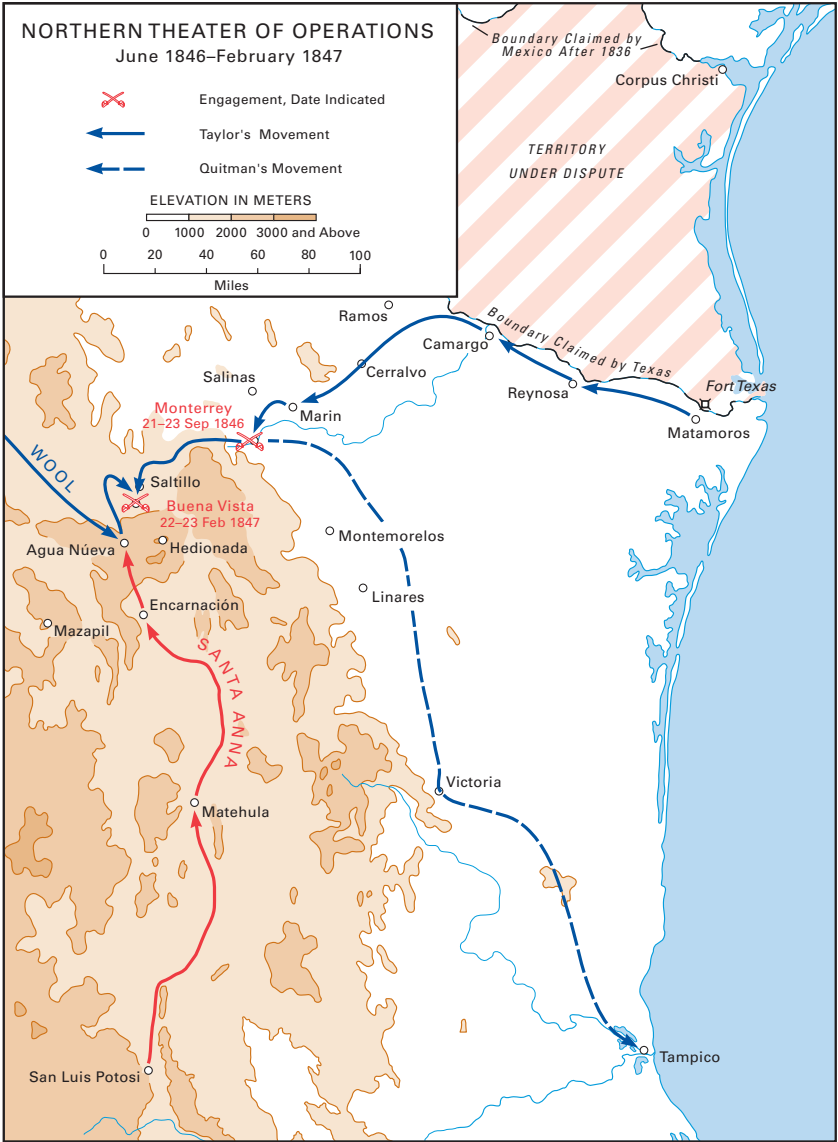 NORTHERN THEATER OF OPERATIONS
June 1846–February 1847
Engagement, Date Indicated
Taylor's Movement
Quitman's Movement
ELEVATION IN METERS
0 1000 2000 3000 and Above
0 20 40 60 80 100
Miles
Boundary Claimed by
Mexico After 1836
Corpus Christi
TERRITORY
UNDER DISPUTE
Ramos
Boundary Claimed by Texas
Camargo
Cerralvo
Reynosa
Fort Texas
Matamoros
Salinas
Marin
Monterrey
21–23 Sep 1846
WOOL
Saltillo
Buena Vista
22–23 Feb 1847
Agua Núeva
Hedionada
Montemorelos
Linares
Encarnación
Mazapil
SANTA ANNA
Victoria
Matehula
Tampico
San Luis Potosi